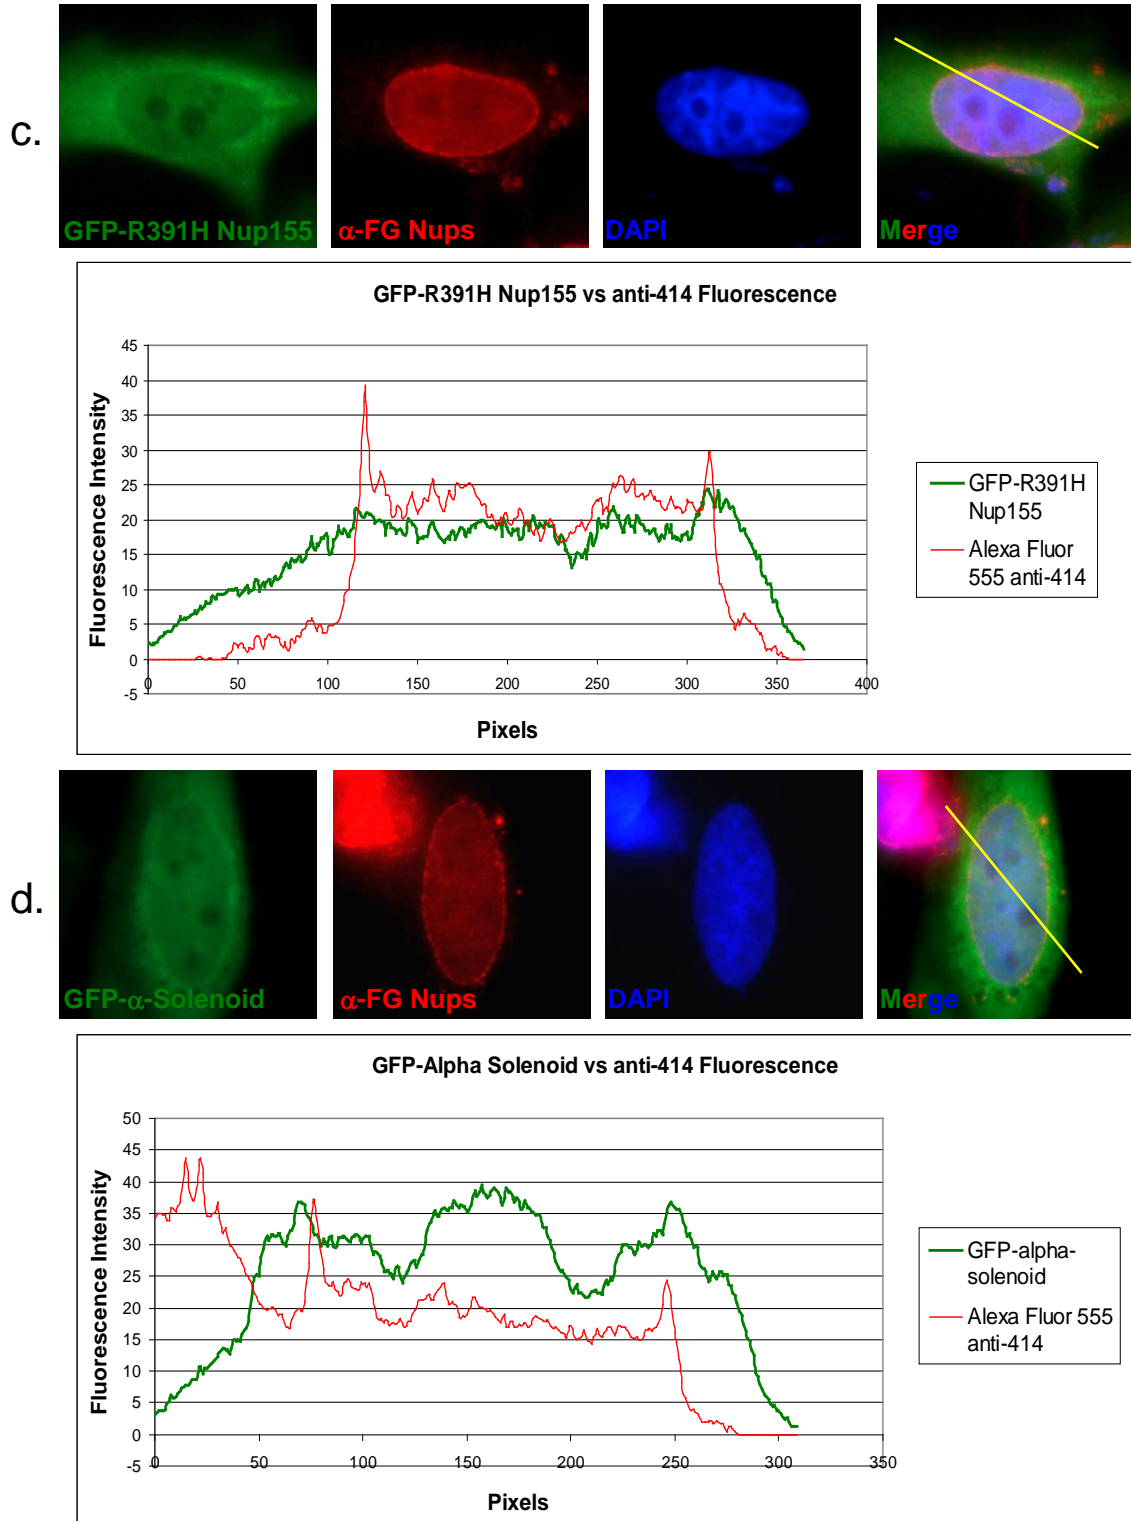 c.
GFP-R391H Nup155
α-FG Nups
DAPI
Merge
GFP-R391H Nup155 vs anti-414 Fluorescence
Fluorescence Intensity
45
40
35
30
25
20
15
10
5
0
-5
0 50 100 150 200 250 300 350 400
Pixels
GFP-R391H
Nup155
Alexa Fluor
555 anti-414
d.
GFP-α-Solenoid
α-FG Nups
DAPI
Merge
GFP-Alpha Solenoid vs anti-414 Fluorescence
Fluorescence Intensity
50
45
40
35
30
25
20
15
10
5
0
-5
0 50 100 150 200 250 300 350
Pixels
GFP-alpha-
solenoid
Alexa Fluor 555
anti-414